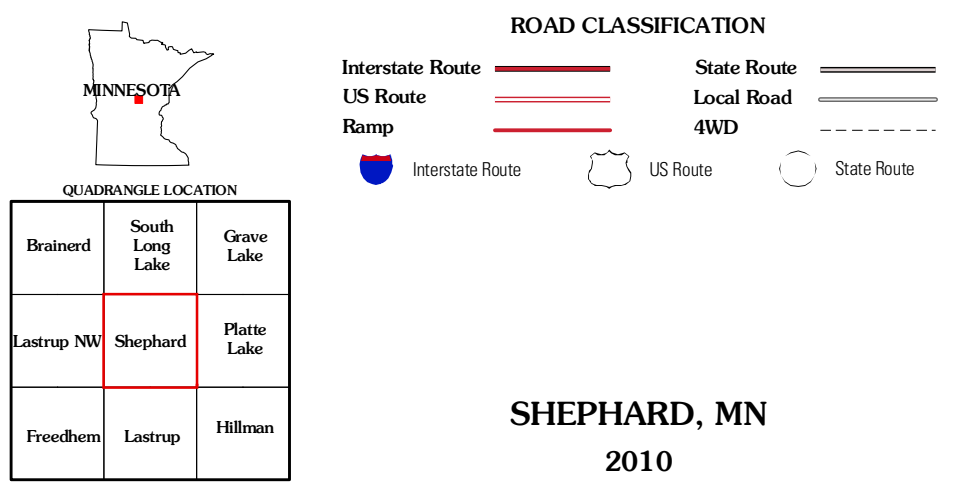 MINNESOTA
QUADRANGLE LOCATION
Brainerd
South
Long
Lake
Grave
Lake
Lastrup NW
Shephard
Platte
Lake
Freedhem
Lastrup
Hillman
ROAD CLASSIFICATION
Interstate Route
State Route
US Route
Local Road
Ramp
4WD
Interstate Route
US Route
State Route
SHEPHARD, MN
2010